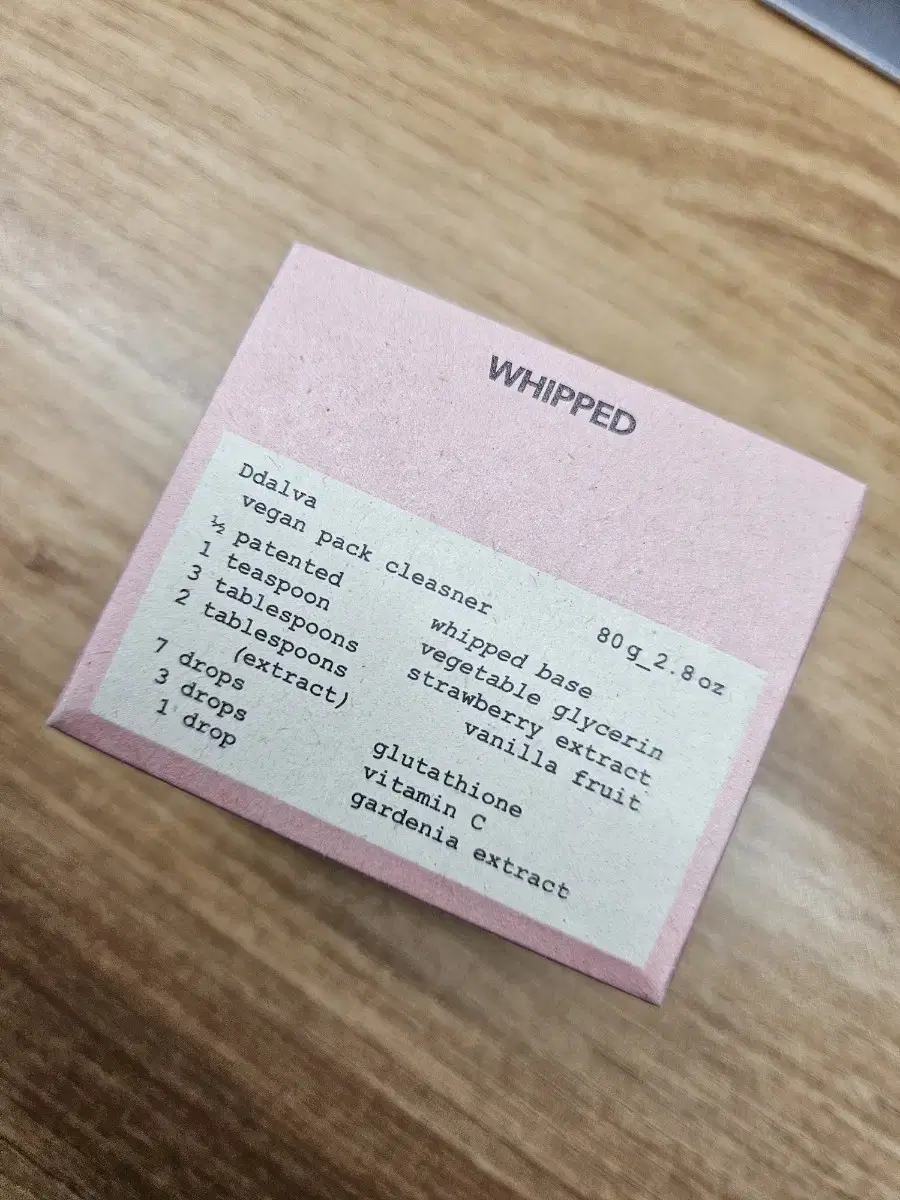 WHIPPED
Ddalva
vegan pack cleasner 80g_2.8oz
½ patented whipped base
1 teaspoon vegetable glycerin
3 tablespoons strawberry extract
2 tablespoons vanilla fruit
(extract)
7 drops glutathione
3 drops vitamin C
1 drop gardenia extract